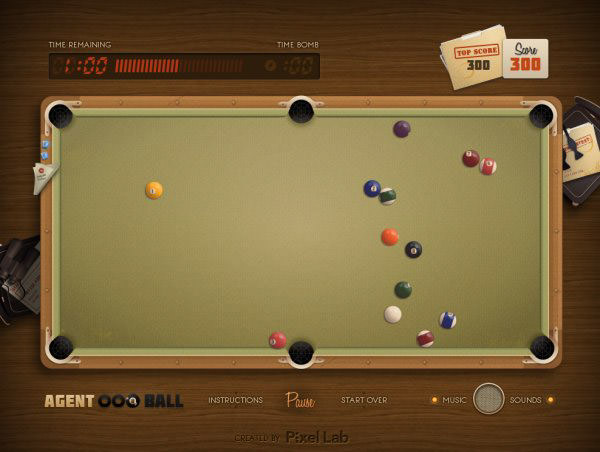 TIME REMAINING
TIME BOMB
1:00
:00
TOP SCORE
300
Score
300
AGENT 8 BALL
INSTRUCTIONS
Pause
START OVER
MUSIC
SOUNDS
CREATED BY Pixel Lab